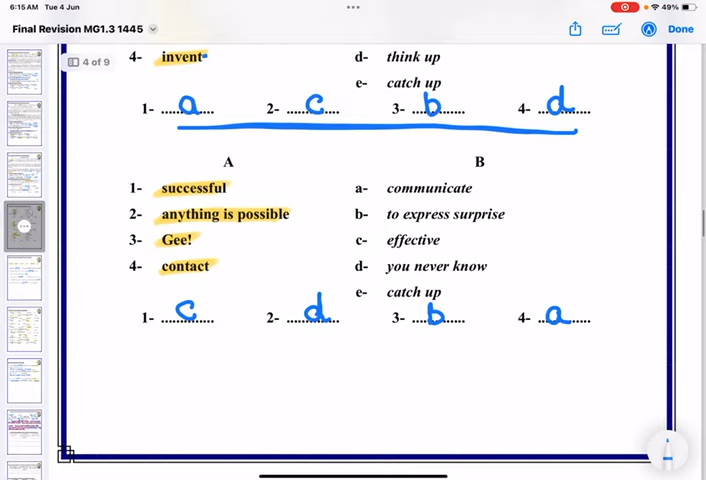 6:15 AM Tue 4 Jun 49%
Final Revision MG1.3 1445 Done
4 of 9
4- invent d- think up
e- catch up
1- ...a... 2- ...c... 3- ...b... 4- ...d...
A B
1- successful a- communicate
2- anything is possible b- to express surprise
3- Gee! c- effective
4- contact d- you never know
e- catch up
1- ...c... 2- ...d... 3- ...b... 4- ...a...